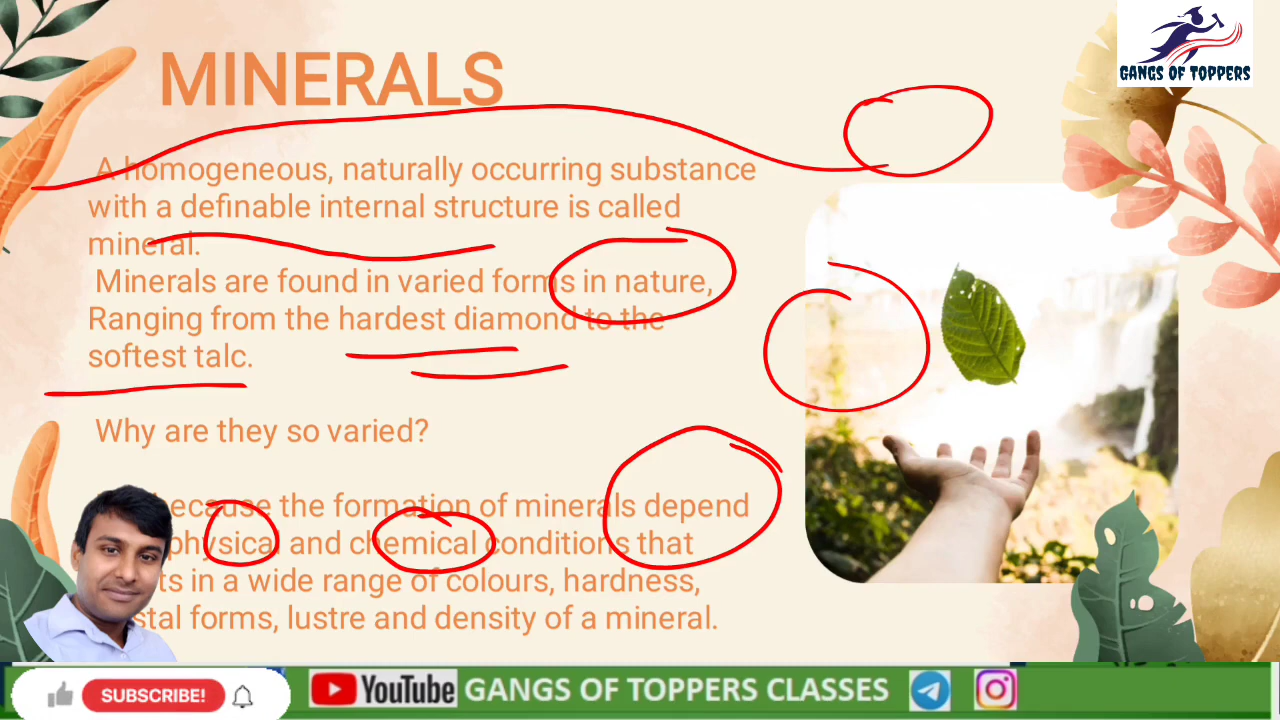 GANGS OF TOPPERS
MINERALS
A homogeneous, naturally occurring substance
with a definable internal structure is called
mineral.
Minerals are found in varied forms in nature,
Ranging from the hardest diamond to the
softest talc.
Why are they so varied?
because the formation of minerals depend
physical and chemical conditions that
in a wide range of colours, hardness,
forms, lustre and density of a mineral.
SUBSCRIBE!
YouTube GANGS OF TOPPERS CLASSES